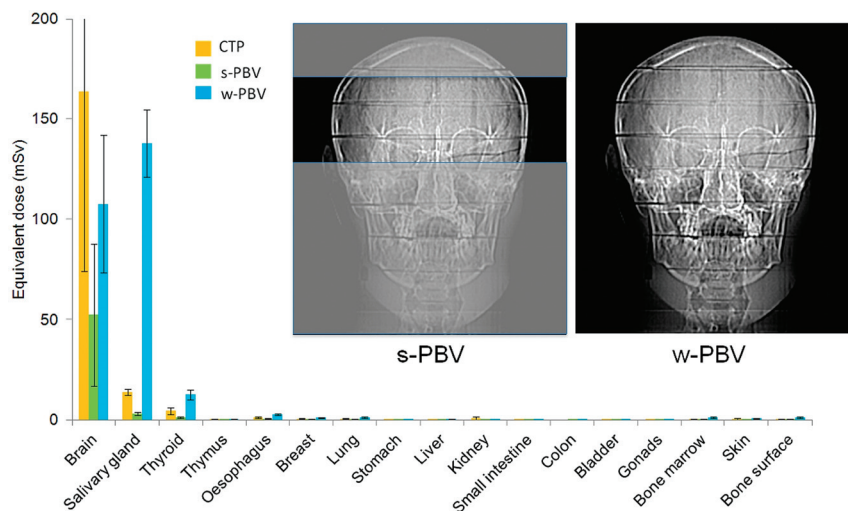 200
150
100
50
0
Equivalent dose (mSv)
CTP
s-PBV
w-PBV
s-PBV
w-PBV
Brain
Salivary gland
Thyroid
Thymus
Oesophagus
Breast
Lung
Stomach
Liver
Kidney
Small intestine
Colon
Bladder
Gonads
Bone marrow
Skin
Bone surface